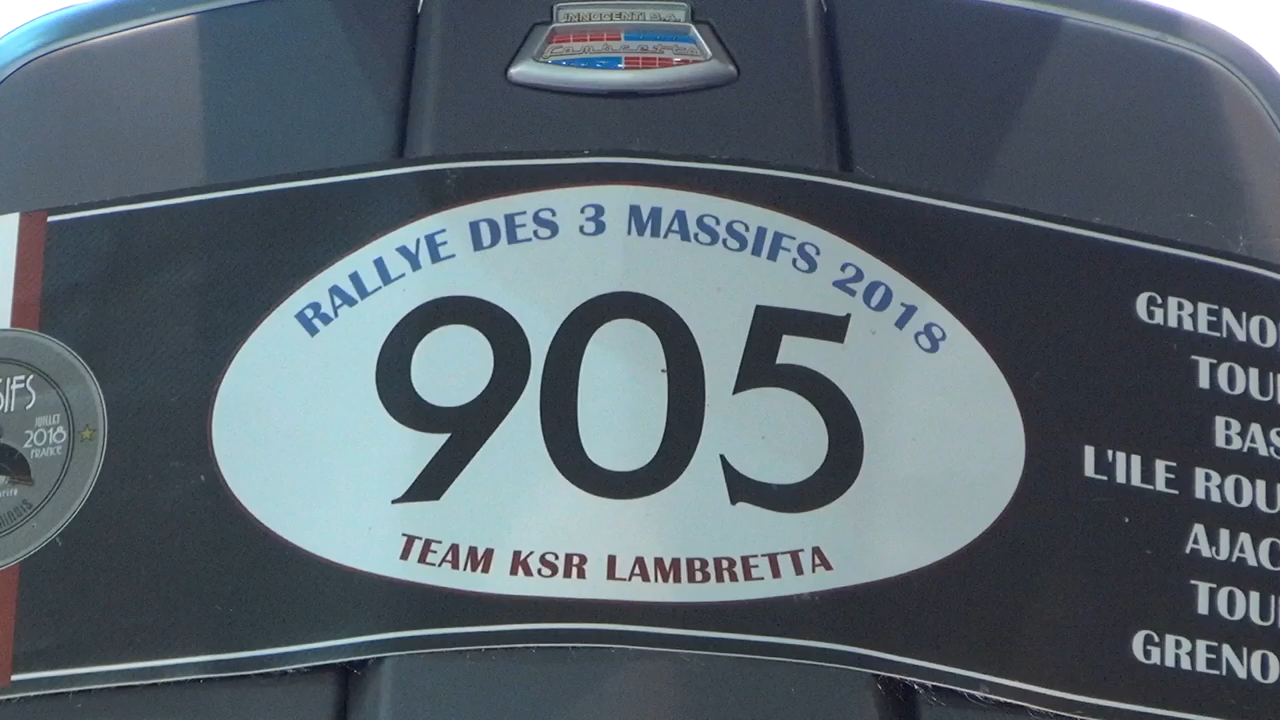 INNOCENTI S.A.
Lambretta
RALLYE DES 3 MASSIFS 2018
905
TEAM KSR LAMBRETTA
SIFS
JUILLET
2018
FRANCE
GRENO
TOU
BAS
L'ILE ROU
AJAC
TOU
GRENO